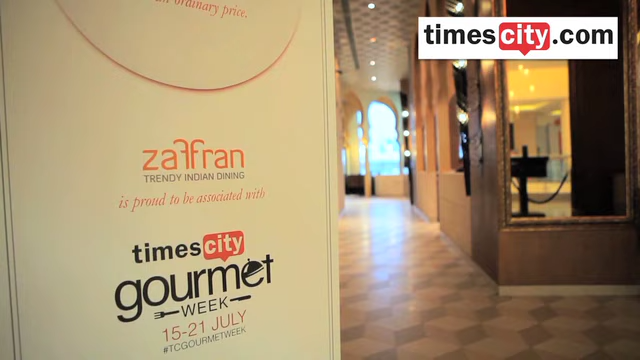 an ordinary price.
timescity.com
zaffran
TRENDY INDIAN DINING
is proud to be associated with
timescity
gourmet
WEEK
15-21 JULY
#TCGOURMETWEEK